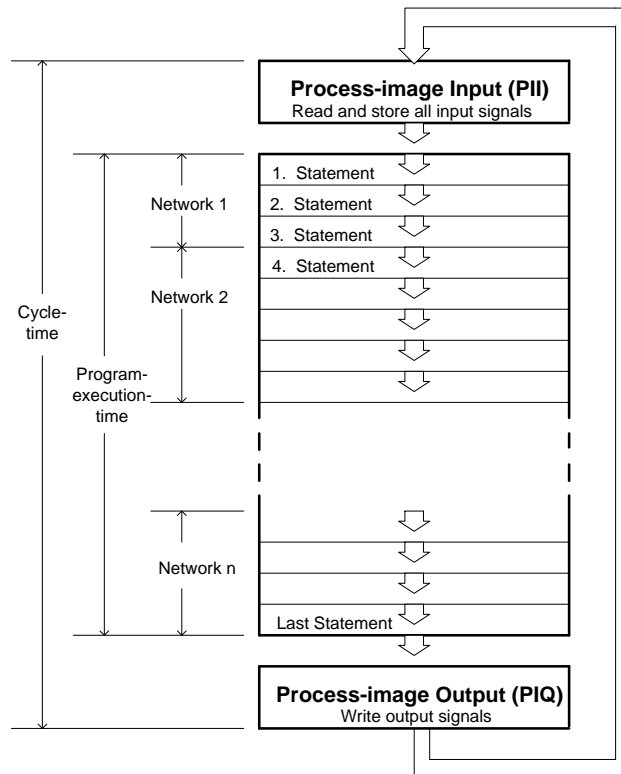 Process-image Input (PII)
Read and store all input signals
1. Statement
Network 1
2. Statement
3. Statement
4. Statement
Network 2
Cycle-
time
Program-
execution-
time
Network n
Last Statement
Process-image Output (PIQ)
Write output signals